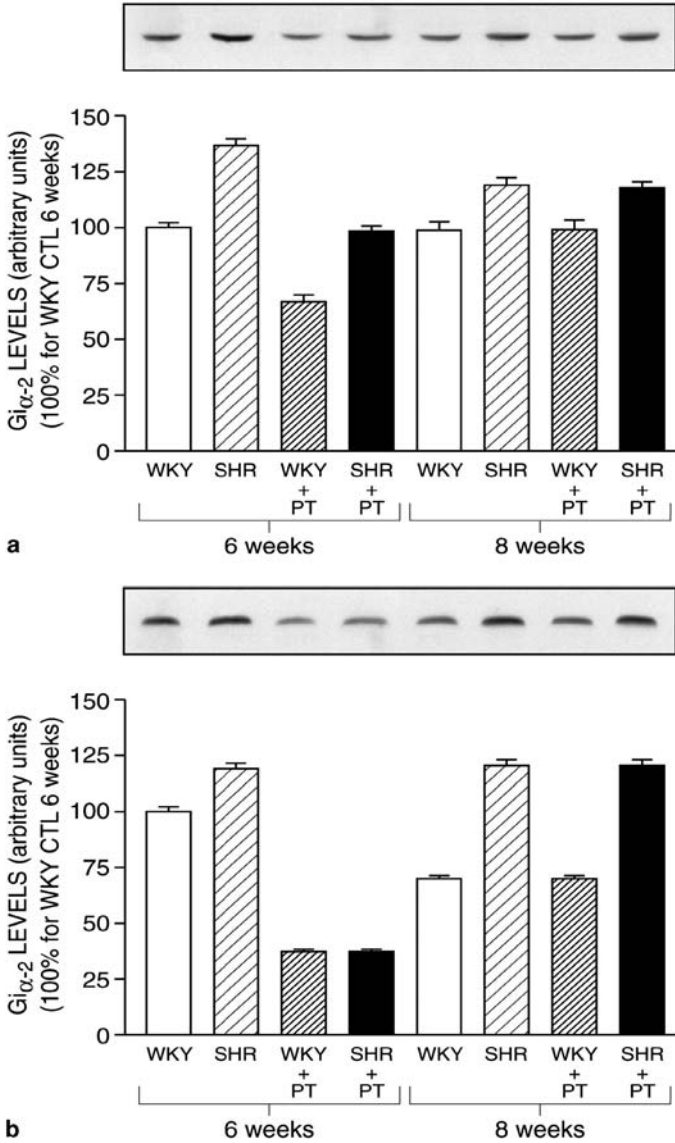 Giα-2 LEVELS (arbitrary units)
(100% for WKY CTL 6 weeks)
150
125
100
75
50
25
0
WKY SHR WKY + PT SHR + PT WKY SHR WKY + PT SHR + PT
6 weeks 8 weeks
a
Giα-2 LEVELS (arbitrary units)
(100% for WKY CTL 6 weeks)
150
125
100
75
50
25
0
WKY SHR WKY + PT SHR + PT WKY SHR WKY + PT SHR + PT
6 weeks 8 weeks
b